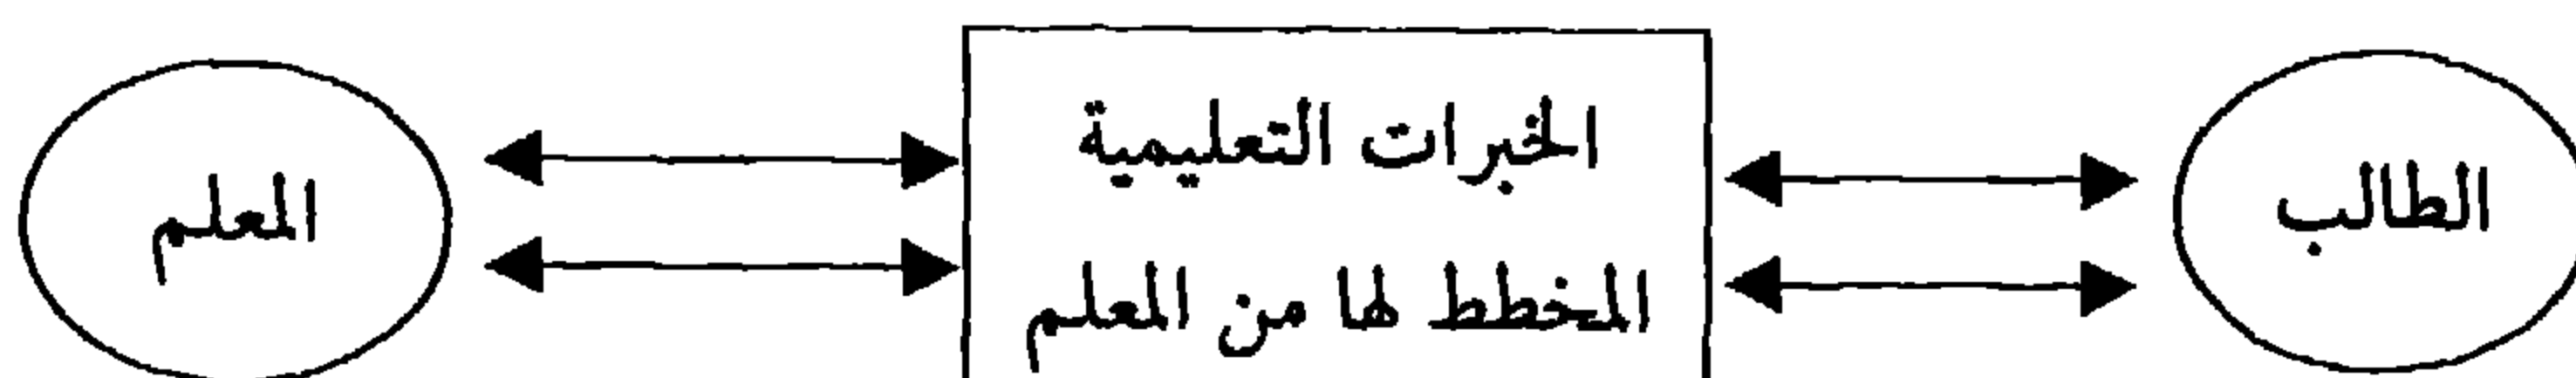 الطالب
الخبرات التعليمية
المخطط لها من المعلم
المعلم